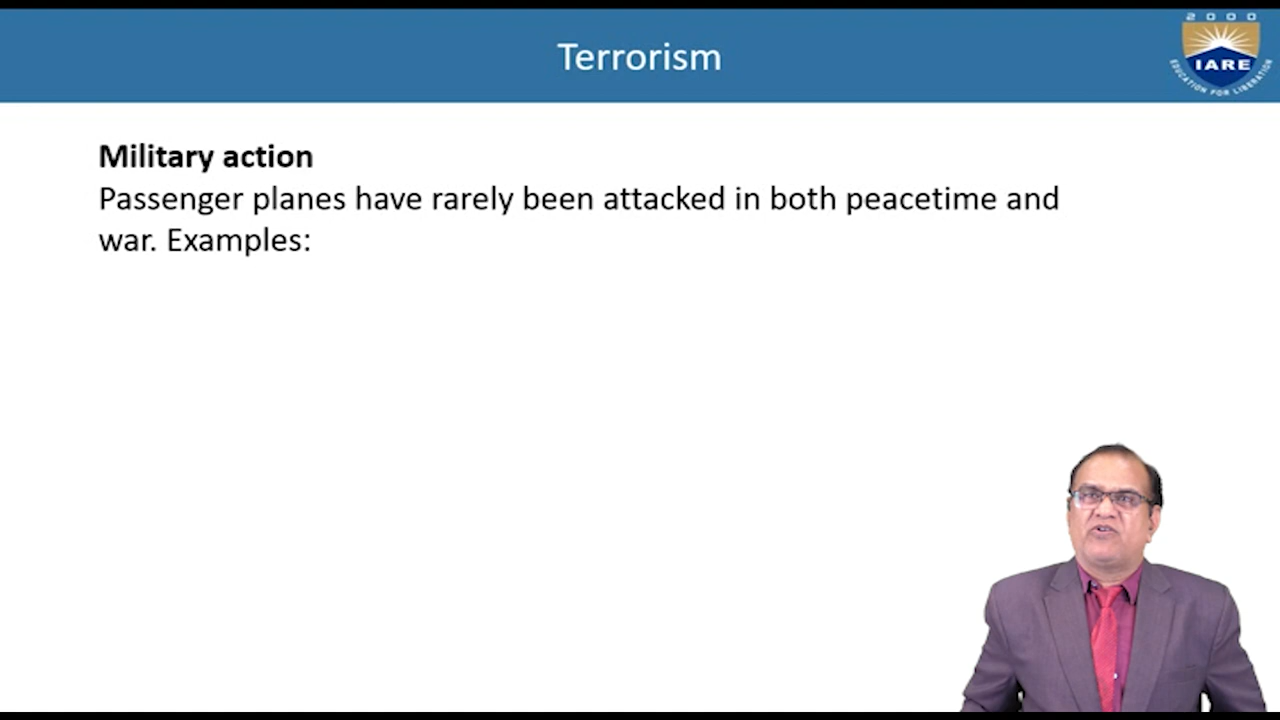 Terrorism
2000
IARE
EDUCATION FOR LIBERATION
Military action
Passenger planes have rarely been attacked in both peacetime and
war. Examples: